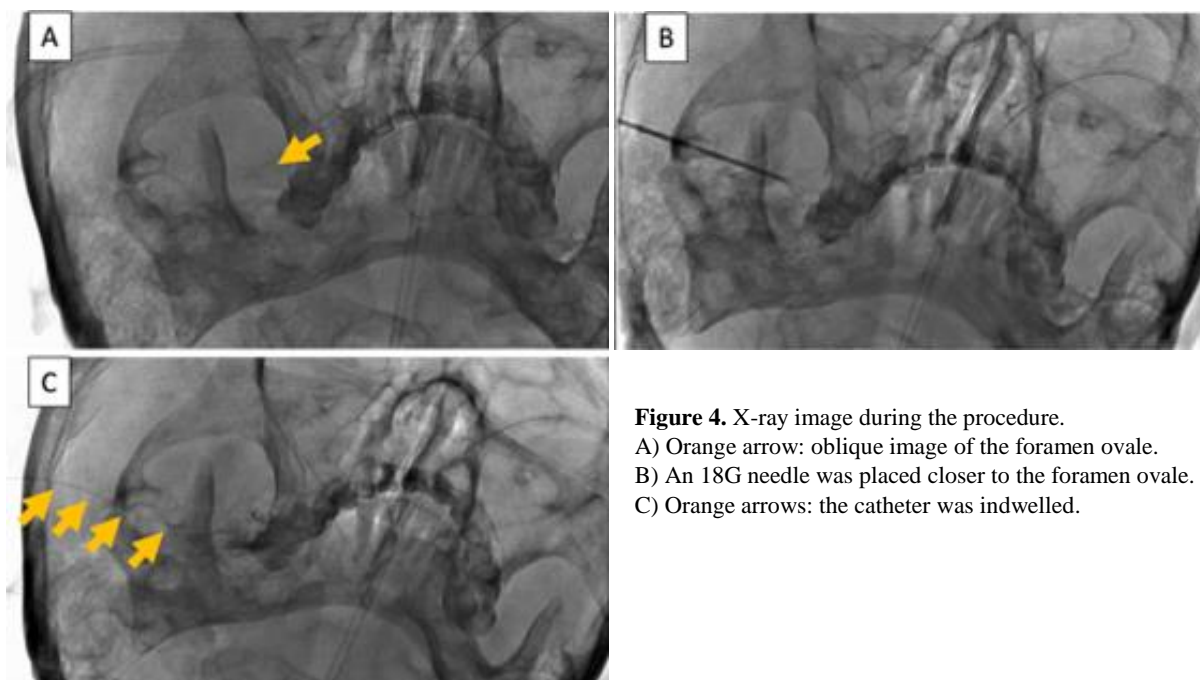 A
B
C
Figure 4. X-ray image during the procedure.
A) Orange arrow: oblique image of the foramen ovale.
B) An 18G needle was placed closer to the foramen ovale.
C) Orange arrows: the catheter was indwelled.